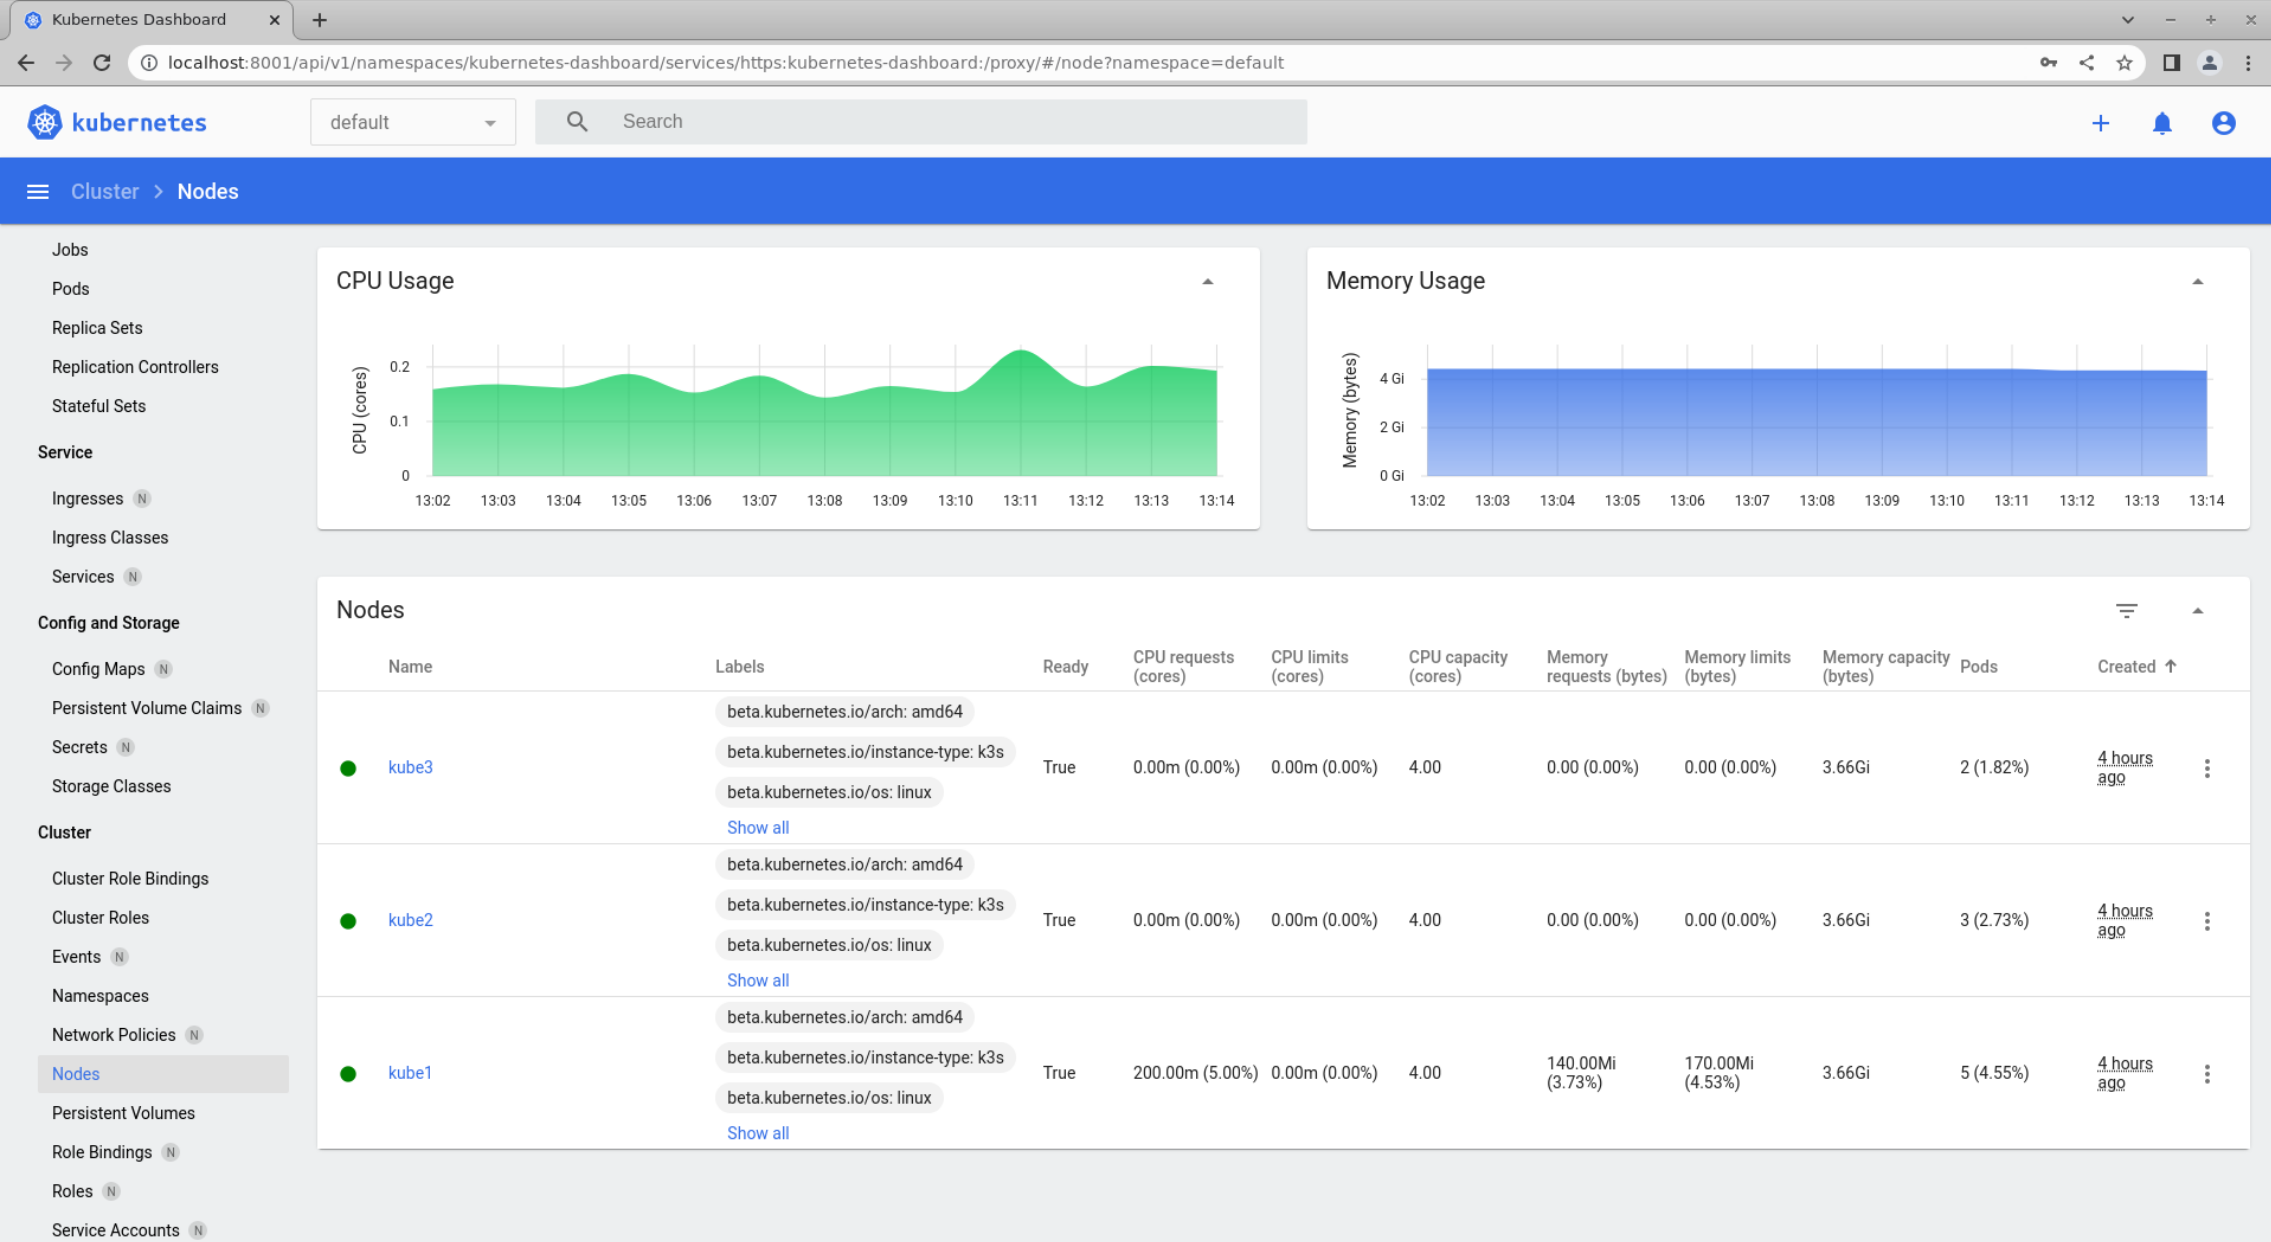 Kubernetes Dashboard
localhost:8001/api/v1/namespaces/kubernetes-dashboard/services/https:kubernetes-dashboard:/proxy/#/node?namespace=default
kubernetes
default
Search
Cluster > Nodes
Jobs
Pods
Replica Sets
Replication Controllers
Stateful Sets
Service
Ingresses N
Ingress Classes
Services N
Config and Storage
Config Maps N
Persistent Volume Claims N
Secrets N
Storage Classes
Cluster
Cluster Role Bindings
Cluster Roles
Events N
Namespaces
Network Policies N
Nodes
Persistent Volumes
Role Bindings N
Roles N
Service Accounts N
CPU Usage
CPU (cores)
0.2
0.1
0
13:02 13:03 13:04 13:05 13:06 13:07 13:08 13:09 13:10 13:11 13:12 13:13 13:14
Memory Usage
Memory (bytes)
4 Gi
2 Gi
0 Gi
13:02 13:03 13:04 13:05 13:06 13:07 13:08 13:09 13:10 13:11 13:12 13:13 13:14
Nodes
Name Labels Ready CPU requests (cores) CPU limits (cores) CPU capacity (cores) Memory requests (bytes) Memory limits (bytes) Memory capacity (bytes) Pods Created
beta.kubernetes.io/arch: amd64
beta.kubernetes.io/instance-type: k3s
kube3 True 0.00m (0.00%) 0.00m (0.00%) 4.00 0.00 (0.00%) 0.00 (0.00%) 3.66Gi 2 (1.82%) 4 hours ago
beta.kubernetes.io/os: linux
Show all
beta.kubernetes.io/arch: amd64
beta.kubernetes.io/instance-type: k3s
kube2 True 0.00m (0.00%) 0.00m (0.00%) 4.00 0.00 (0.00%) 0.00 (0.00%) 3.66Gi 3 (2.73%) 4 hours ago
beta.kubernetes.io/os: linux
Show all
beta.kubernetes.io/arch: amd64
beta.kubernetes.io/instance-type: k3s
kube1 True 200.00m (5.00%) 0.00m (0.00%) 4.00 140.00Mi (3.73%) 170.00Mi (4.53%) 3.66Gi 5 (4.55%) 4 hours ago
beta.kubernetes.io/os: linux
Show all